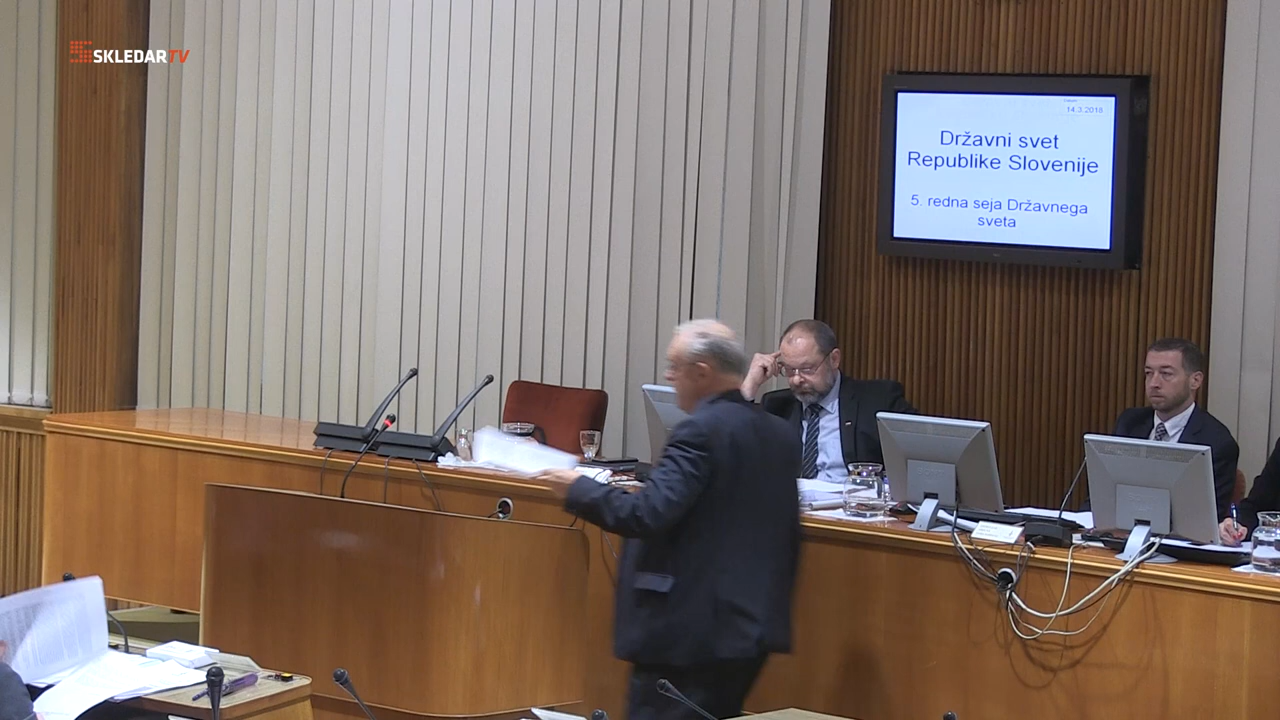 SKLEDARTV
14.3.2018
Državni svet
Republike Slovenije
5. redna seja Državnega
sveta